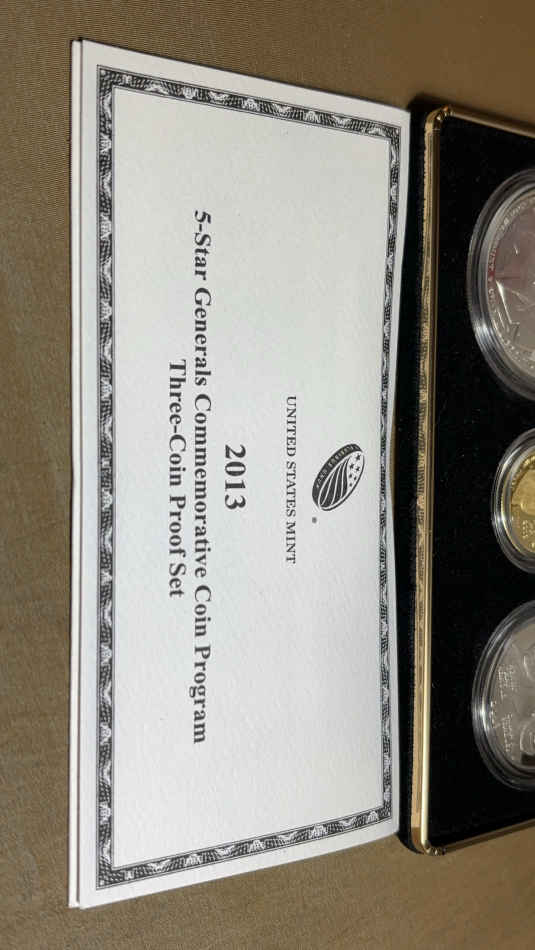 UNITED STATES MINT
2013
5-Star Generals Commemorative Coin Program
Three-Coin Proof Set